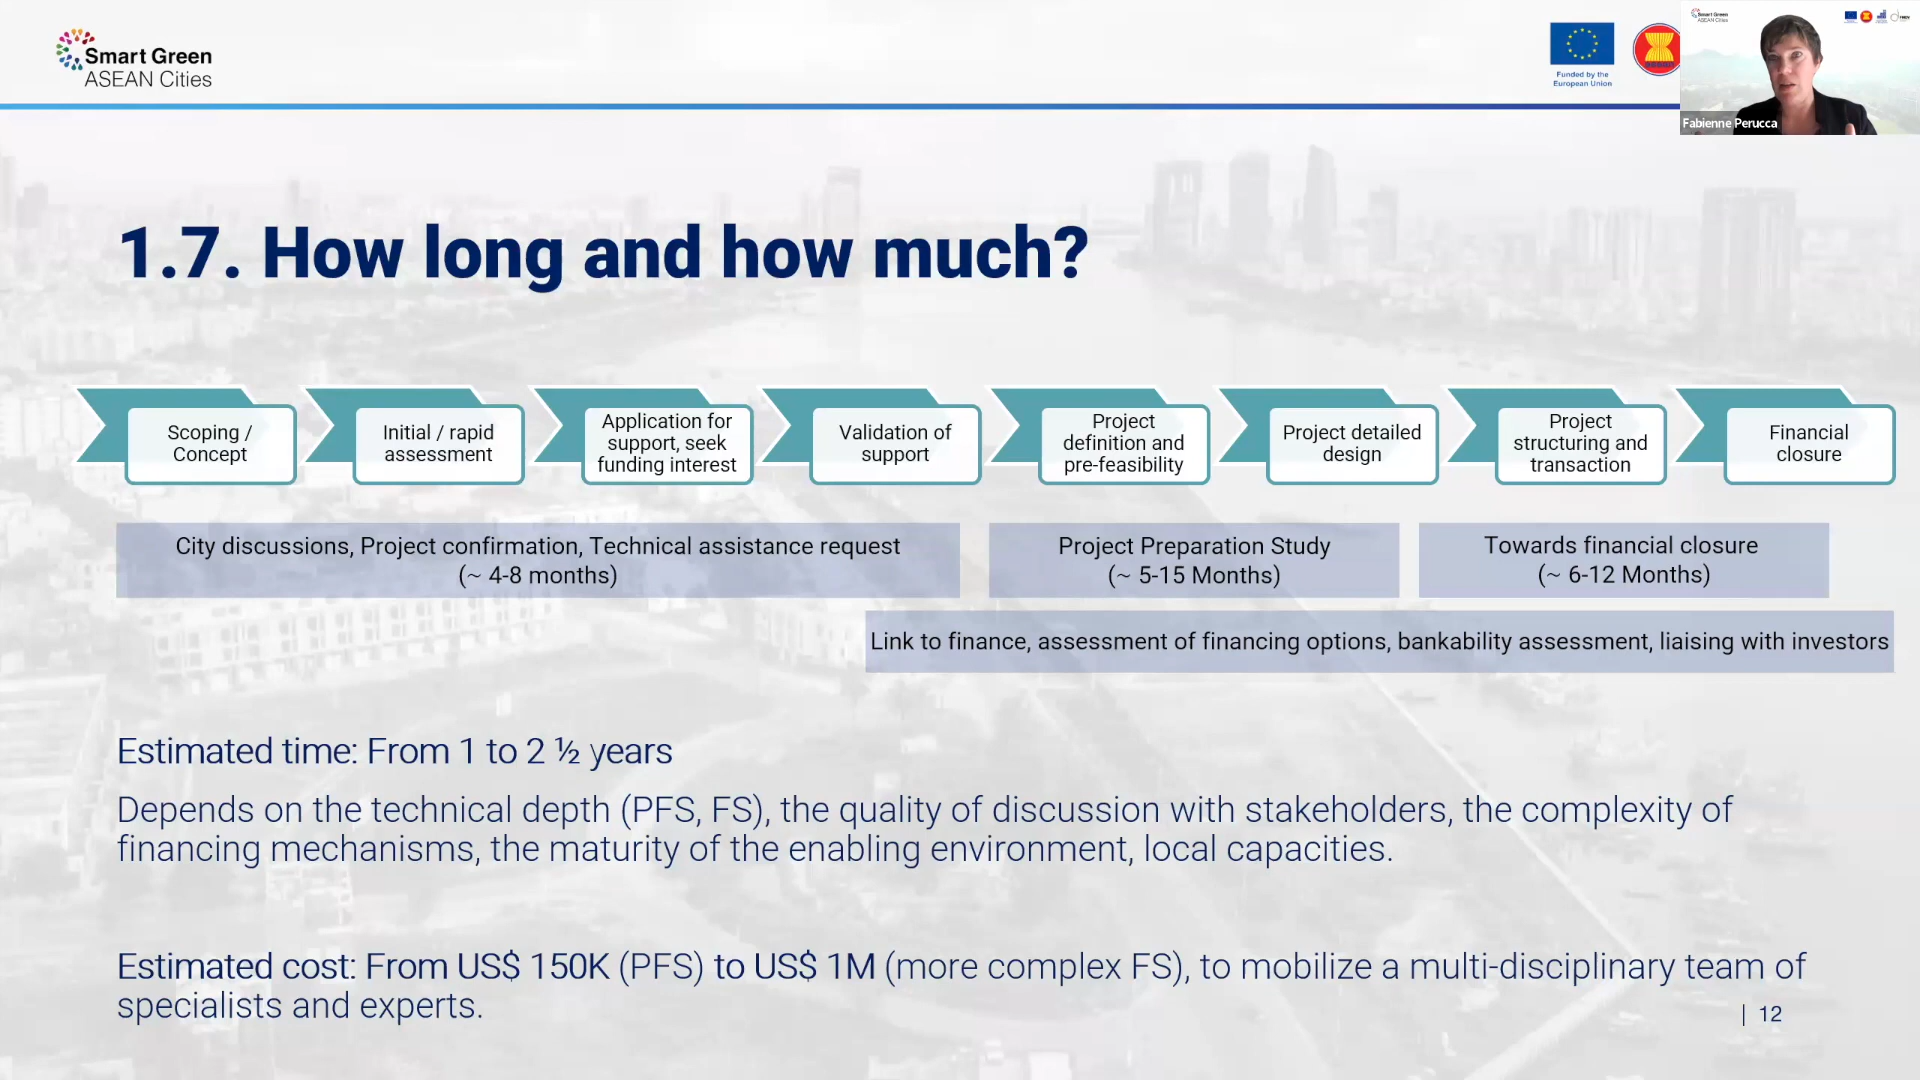 Smart Green
ASEAN Cities
Funded by the
European Union
Smart Green
ASEAN Cities
Fabienne Perucca
1.7. How long and how much?
Scoping /
Concept
Initial / rapid
assessment
Application for
support, seek
funding interest
Validation of
support
Project
definition and
pre-feasibility
Project detailed
design
Project
structuring and
transaction
Financial
closure
City discussions, Project confirmation, Technical assistance request
(~ 4-8 months)
Project Preparation Study
(~ 5-15 Months)
Towards financial closure
(~ 6-12 Months)
Link to finance, assessment of financing options, bankability assessment, liaising with investors
Estimated time: From 1 to 2 ½ years
Depends on the technical depth (PFS, FS), the quality of discussion with stakeholders, the complexity of
financing mechanisms, the maturity of the enabling environment, local capacities.
Estimated cost: From US$ 150K (PFS) to US$ 1M (more complex FS), to mobilize a multi-disciplinary team of
specialists and experts.
| 12